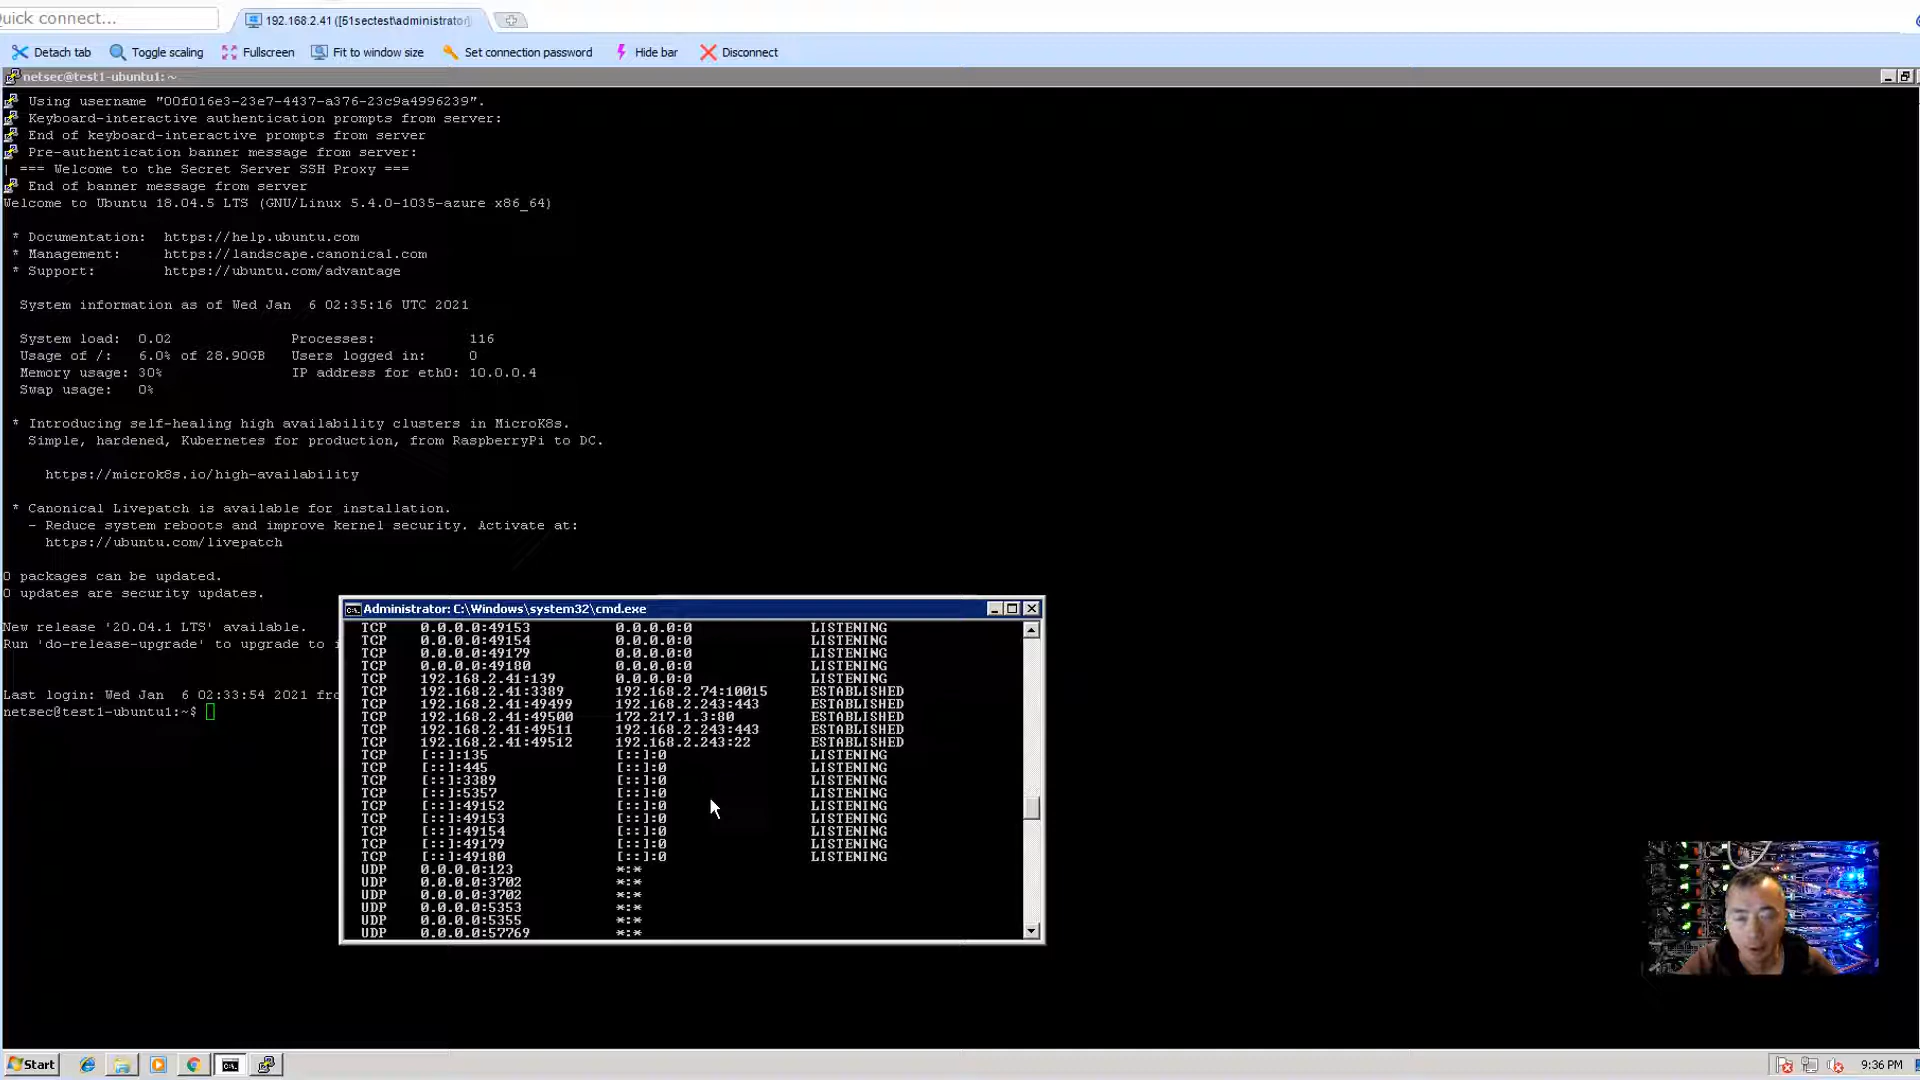 uick connect...
192.168.2.41 ([51sectest\administrator]
Detach tab
Toggle scaling
Fullscreen
Fit to window size
Set connection password
Hide bar
Disconnect
netsec@test1-ubuntu1: ~
Using username "00f016e3-23e7-4437-a376-23c9a4996239".
Keyboard-interactive authentication prompts from server:
End of keyboard-interactive prompts from server
Pre-authentication banner message from server:
| === Welcome to the Secret Server SSH Proxy ===
End of banner message from server
Welcome to Ubuntu 18.04.5 LTS (GNU/Linux 5.4.0-1035-azure x86_64)
* Documentation: https://help.ubuntu.com
* Management: https://landscape.canonical.com
* Support: https://ubuntu.com/advantage
System information as of Wed Jan 6 02:35:16 UTC 2021
System load: 0.02 Processes: 116
Usage of /: 6.0% of 28.90GB Users logged in: 0
Memory usage: 30% IP address for eth0: 10.0.0.4
Swap usage: 0%
* Introducing self-healing high availability clusters in MicroK8s.
Simple, hardened, Kubernetes for production, from RaspberryPi to DC.
https://microk8s.io/high-availability
* Canonical Livepatch is available for installation.
- Reduce system reboots and improve kernel security. Activate at:
https://ubuntu.com/livepatch
0 packages can be updated.
0 updates are security updates.
New release '20.04.1 LTS' available.
Run 'do-release-upgrade' to upgrade to i
Last login: Wed Jan 6 02:33:54 2021 fro
netsec@test1-ubuntu1:~$
Administrator: C:\Windows\system32\cmd.exe
TCP 0.0.0.0:49153 0.0.0.0:0 LISTENING
TCP 0.0.0.0:49154 0.0.0.0:0 LISTENING
TCP 0.0.0.0:49179 0.0.0.0:0 LISTENING
TCP 0.0.0.0:49180 0.0.0.0:0 LISTENING
TCP 192.168.2.41:139 0.0.0.0:0 LISTENING
TCP 192.168.2.41:3389 192.168.2.74:10015 ESTABLISHED
TCP 192.168.2.41:49499 192.168.2.243:443 ESTABLISHED
TCP 192.168.2.41:49500 172.217.1.3:80 ESTABLISHED
TCP 192.168.2.41:49511 192.168.2.243:443 ESTABLISHED
TCP 192.168.2.41:49512 192.168.2.243:22 ESTABLISHED
TCP [::]:135 [::]:0 LISTENING
TCP [::]:445 [::]:0 LISTENING
TCP [::]:3389 [::]:0 LISTENING
TCP [::]:5357 [::]:0 LISTENING
TCP [::]:49152 [::]:0 LISTENING
TCP [::]:49153 [::]:0 LISTENING
TCP [::]:49154 [::]:0 LISTENING
TCP [::]:49179 [::]:0 LISTENING
TCP [::]:49180 [::]:0 LISTENING
UDP 0.0.0.0:123 *:*
UDP 0.0.0.0:3702 *:*
UDP 0.0.0.0:3702 *:*
UDP 0.0.0.0:5353 *:*
UDP 0.0.0.0:5355 *:*
UDP 0.0.0.0:57769 *:*
Start
9:36 PM